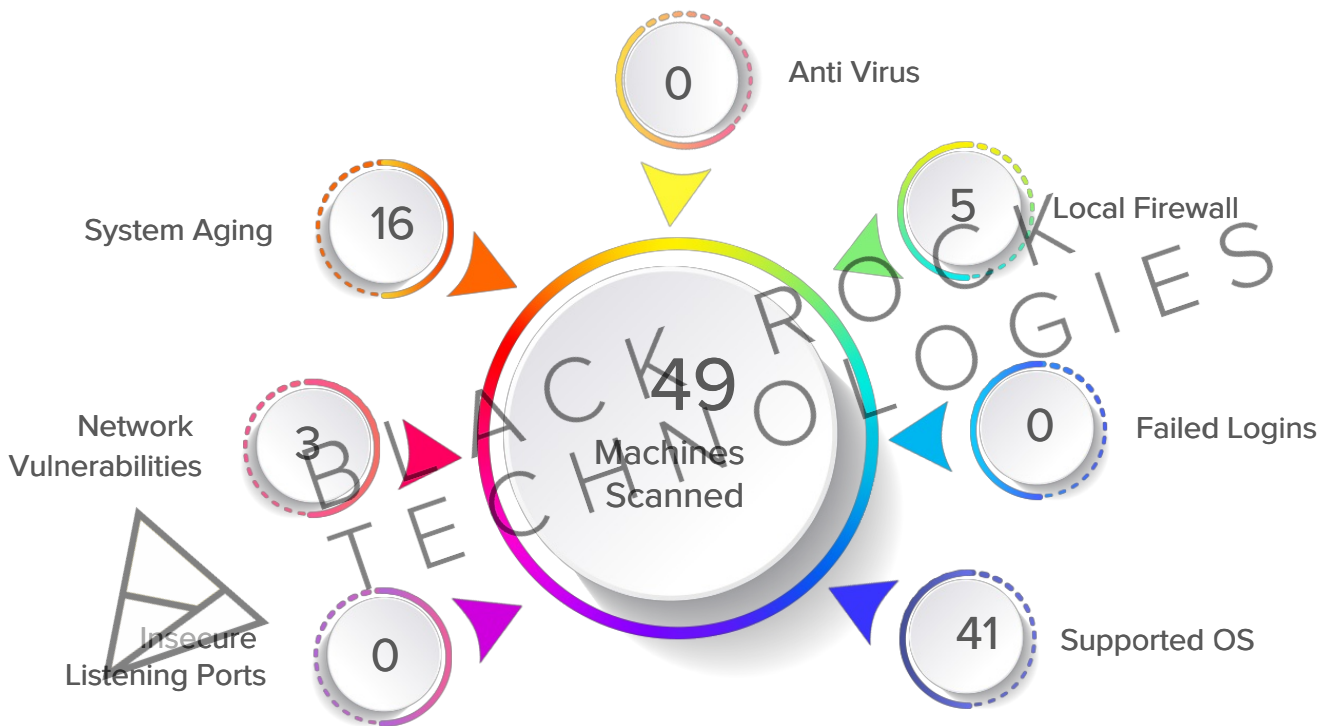 0
Anti Virus
16
System Aging
5
Local Firewall
49
Machines
Scanned
3
Network
Vulnerabilities
0
Failed Logins
0
Insecure
Listening Ports
41
Supported OS
BLACK ROCK
TECHNOLOGIES